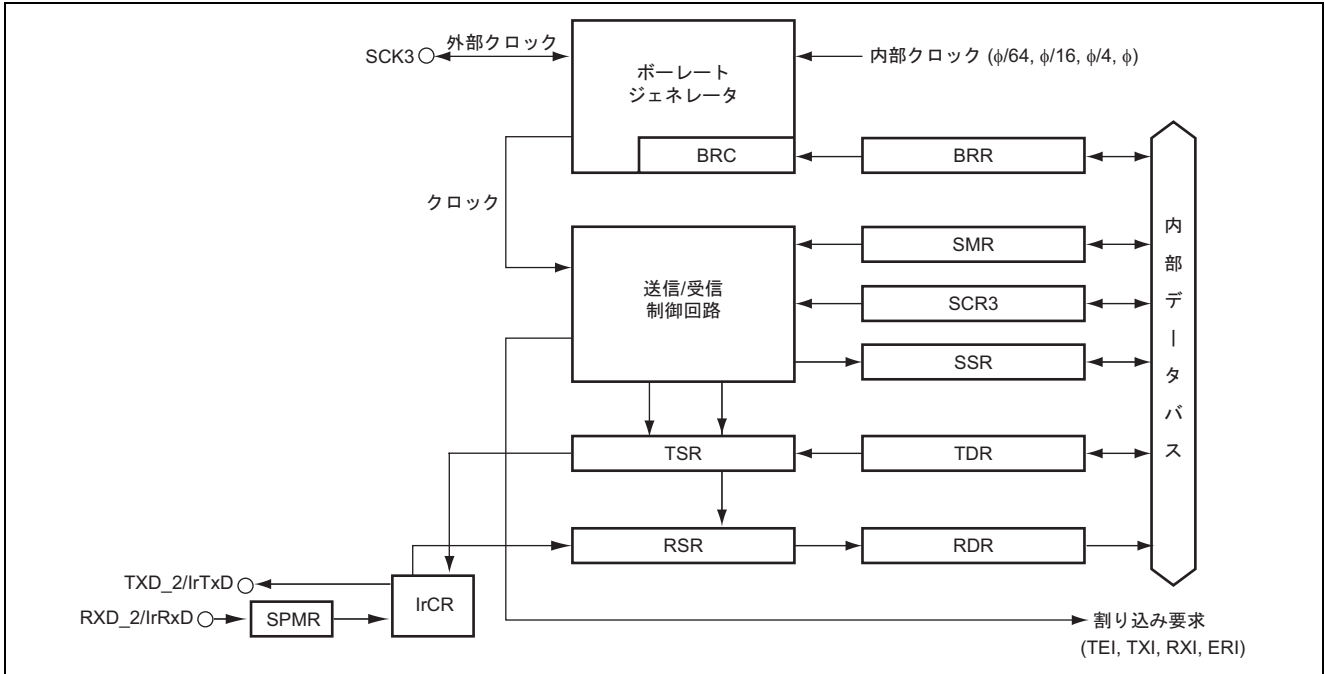 SCK3
外部クロック
ボーレート
ジェネレータ
内部クロック (ϕ/64, ϕ/16, ϕ/4, ϕ)
BRC
BRR
クロック
送信/受信
制御回路
SMR
SCR3
SSR
内部データバス
TSR
TDR
RSR
RDR
TXD_2/IrTxD
RXD_2/IrRxD
SPMR
IrCR
割り込み要求
(TEI, TXI, RXI, ERI)